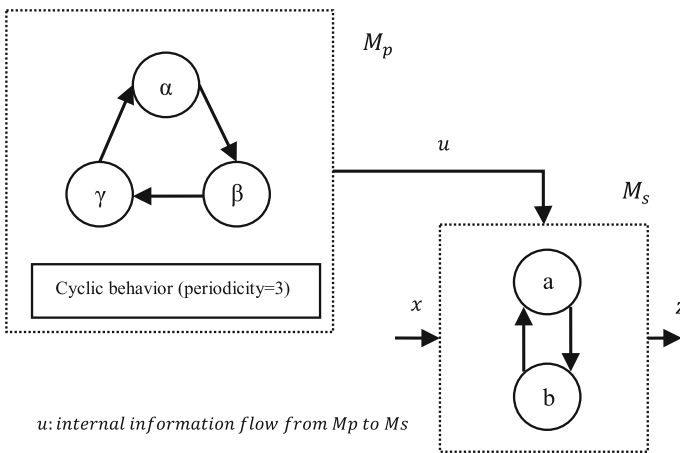 M_p
α
γ
β
Cyclic behavior (periodicity=3)
u
M_s
x
a
b
z
u: internal information flow from Mp to Ms